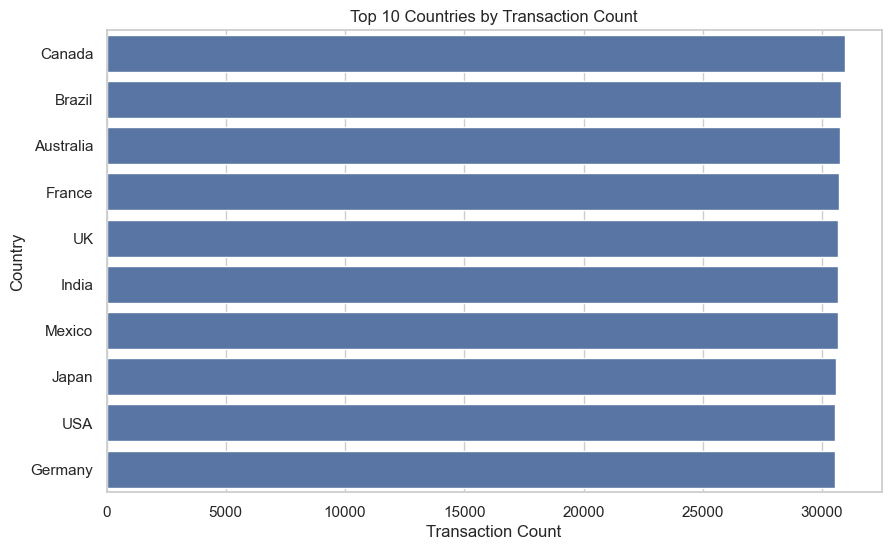 Top 10 Countries by Transaction Count
Canada
Brazil
Australia
France
UK
India
Mexico
Japan
USA
Germany
Country
0 5000 10000 15000 20000 25000 30000
Transaction Count